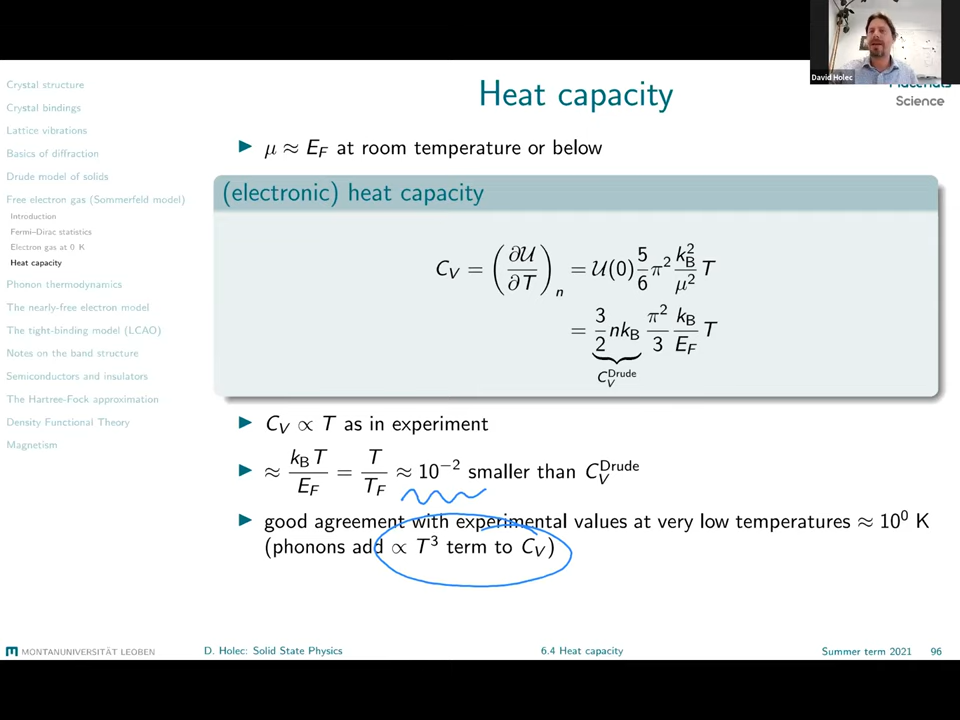 David Holec
Materials
Science
Heat capacity
Crystal structure
Crystal bindings
Lattice vibrations
Basics of diffraction
Drude model of solids
Free electron gas (Sommerfeld model)
Introduction
Fermi–Dirac statistics
Electron gas at 0 K
Heat capacity
Phonon thermodynamics
The nearly-free electron model
The tight-binding model (LCAO)
Notes on the band structure
Semiconductors and insulators
The Hartree-Fock approximation
Density Functional Theory
Magnetism
▶ μ ≈ E_F at room temperature or below
(electronic) heat capacity
C_V = (∂𝒰/∂T)_n = 𝒰(0) 5/6 π² k_B²/μ² T
= 3/2 nk_B π²/3 k_B/E_F T
C_V^Drude
▶ C_V ∝ T as in experiment
▶ ≈ k_B T/E_F = T/T_F ≈ 10⁻² smaller than C_V^Drude
▶ good agreement with experimental values at very low temperatures ≈ 10⁰ K
(phonons add ∝ T³ term to C_V)
MONTANUNIVERSITÄT LEOBEN
D. Holec: Solid State Physics
6.4 Heat capacity
Summer term 2021
96